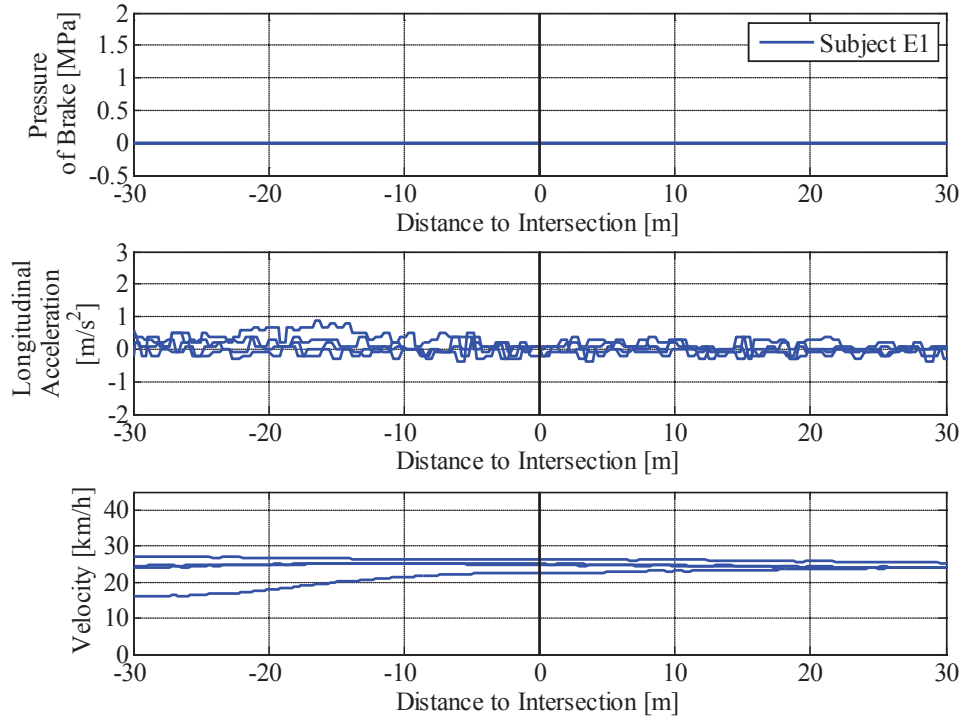 Pressure
of Brake [MPa]
2
1.5
1
0.5
0
-0.5
Subject E1
-30 -20 -10 0 10 20 30
Distance to Intersection [m]
Longitudinal
Acceleration
[m/s²]
3
2
1
0
-1
-2
-30 -20 -10 0 10 20 30
Distance to Intersection [m]
Velocity [km/h]
40
30
20
10
0
-30 -20 -10 0 10 20 30
Distance to Intersection [m]